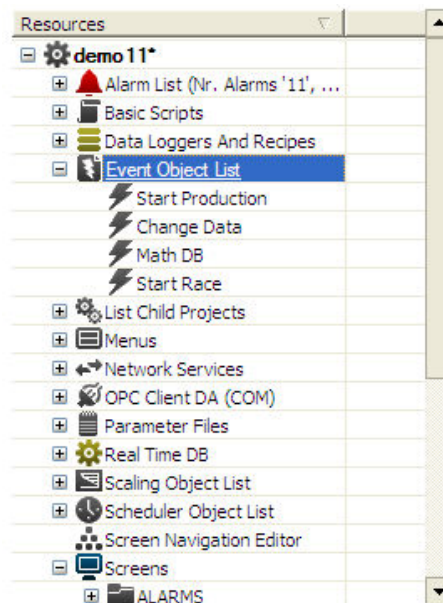 Resources
demo11*
Alarm List (Nr. Alarms '11', ...
Basic Scripts
Data Loggers And Recipes
Event Object List
Start Production
Change Data
Math DB
Start Race
List Child Projects
Menus
Network Services
OPC Client DA (COM)
Parameter Files
Real Time DB
Scaling Object List
Scheduler Object List
Screen Navigation Editor
Screens
ALARMS